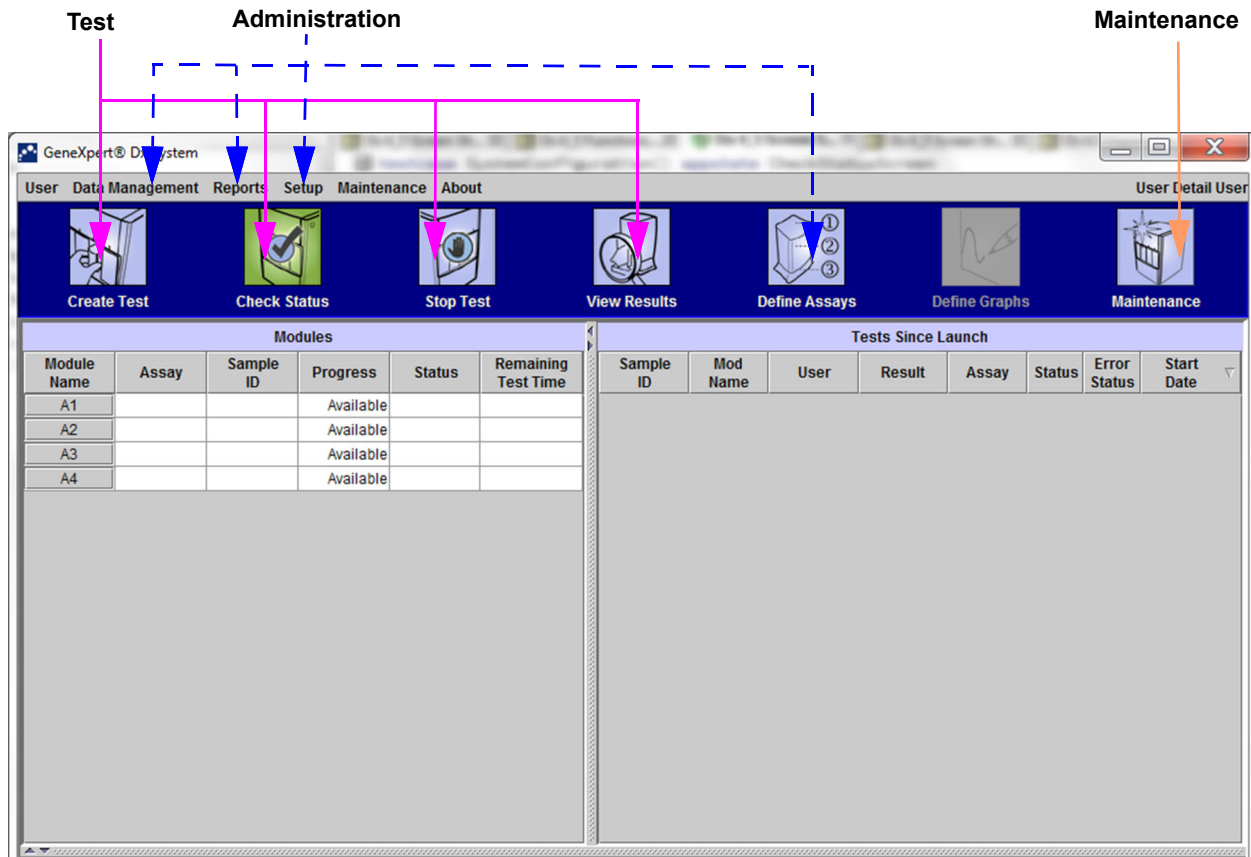 Test Administration Maintenance
GeneXpert® Dx System
User Data Management Reports Setup Maintenance About User Detail User
① ② ③
Create Test Check Status Stop Test View Results Define Assays Define Graphs Maintenance
Modules Tests Since Launch
Module Name Assay Sample ID Progress Status Remaining Test Time Sample ID Mod Name User Result Assay Status Error Status Start Date
A1 Available
A2 Available
A3 Available
A4 Available